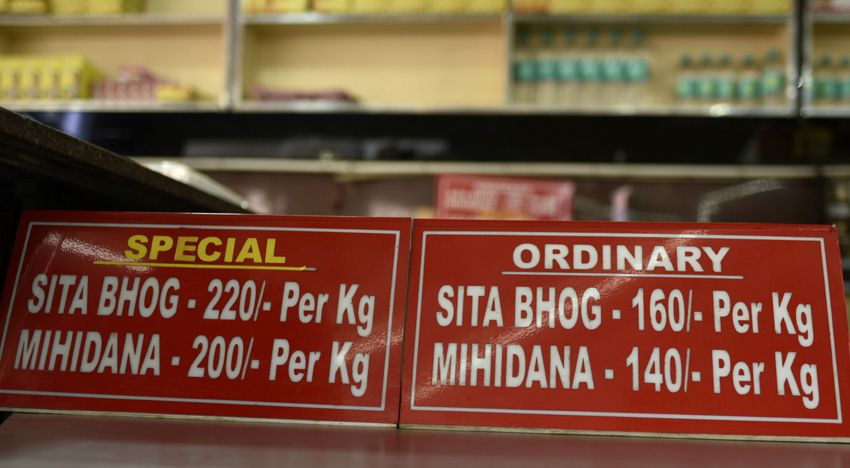 SPECIAL
SITA BHOG - 220/- Per Kg
MIHIDANA - 200/- Per Kg
ORDINARY
SITA BHOG - 160/- Per Kg
MIHIDANA - 140/- Per Kg